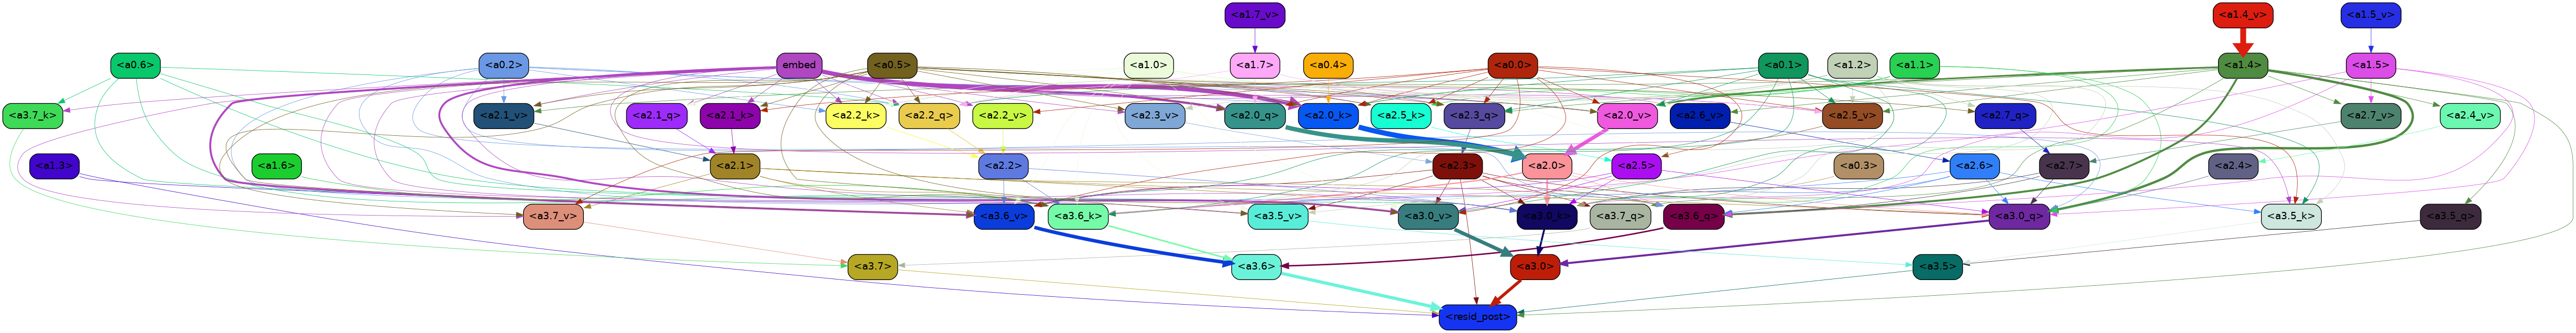 <a1.7_v> <a1.4_v> <a1.5_v>
<a0.6> <a0.2> embed <a0.5> <a1.0> <a1.7> <a0.4> <a0.0> <a0.1> <a1.2> <a1.1> <a1.4> <a1.5>
<a3.7_k> <a2.1_v> <a2.1_q> <a2.1_k> <a2.2_k> <a2.2_q> <a2.2_v> <a2.3_v> <a2.0_q> <a2.0_k> <a2.5_k> <a2.3_q> <a2.0_v> <a2.6_v> <a2.5_v> <a2.7_q> <a2.7_v> <a2.4_v>
<a1.3> <a1.6> <a2.1> <a2.2> <a2.3> <a2.0> <a2.5> <a0.3> <a2.6> <a2.7> <a2.4>
<a3.7_v> <a3.6_v> <a3.6_k> <a3.5_v> <a3.0_v> <a3.0_k> <a3.7_q> <a3.6_q> <a3.0_q> <a3.5_k> <a3.5_q>
<a3.7> <a3.6> <a3.0> <a3.5>
<resid_post>